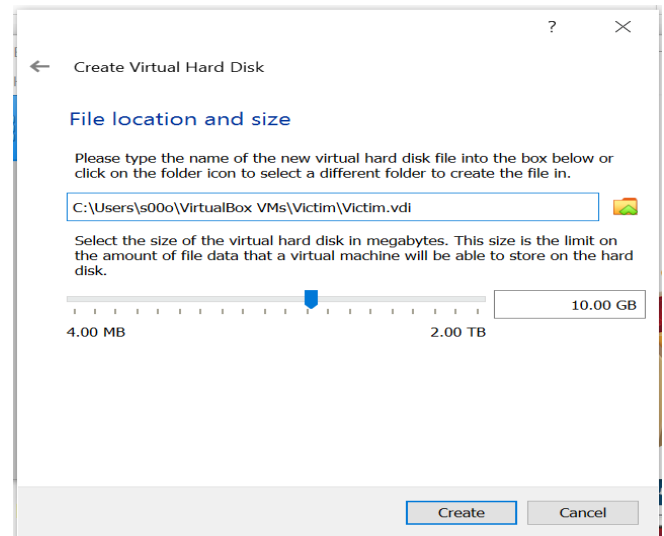 ?
Create Virtual Hard Disk
File location and size
Please type the name of the new virtual hard disk file into the box below or
click on the folder icon to select a different folder to create the file in.
C:\Users\s00o\VirtualBox VMs\Victim\Victim.vdi
Select the size of the virtual hard disk in megabytes. This size is the limit on
the amount of file data that a virtual machine will be able to store on the hard
disk.
10.00 GB
4.00 MB 2.00 TB
Create Cancel